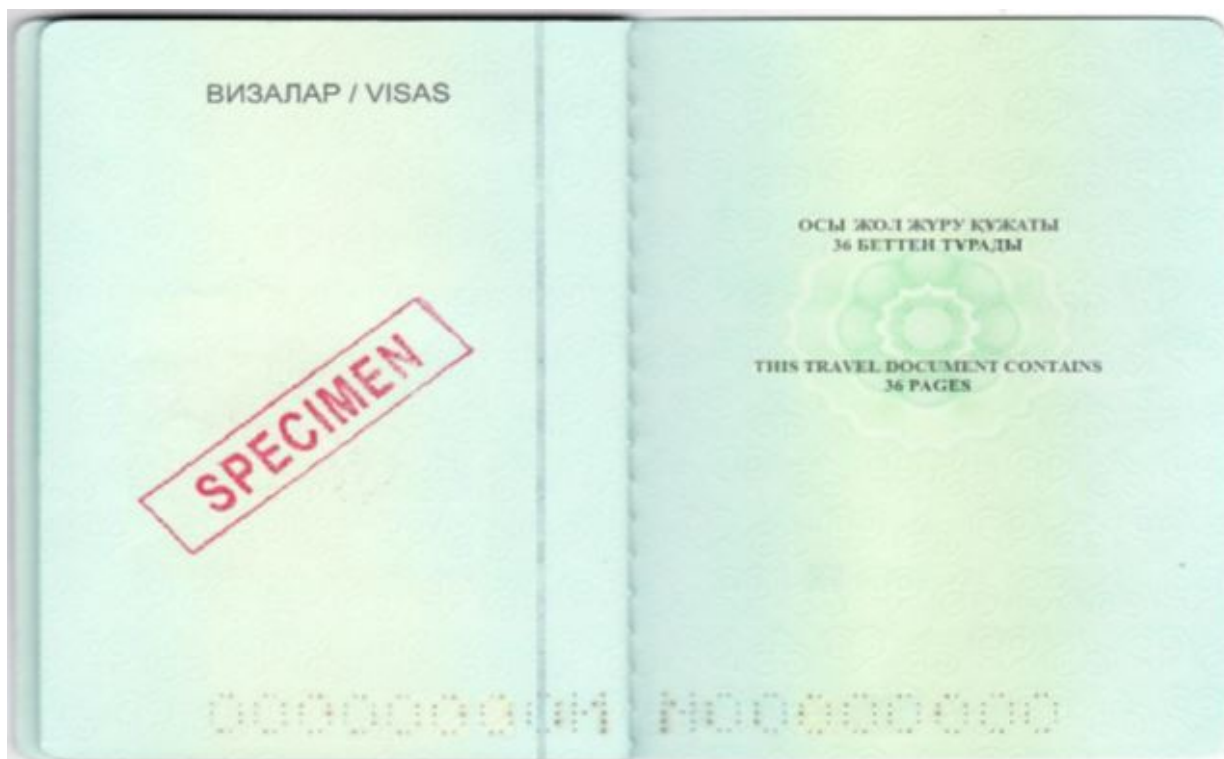 ВИЗАЛАР / VISAS
SPECIMEN
ОСЫ ЖОЛ ЖҮРУ ҚҰЖАТЫ
36 БЕТТЕН ТҰРАДЫ
THIS TRAVEL DOCUMENT CONTAINS
36 PAGES